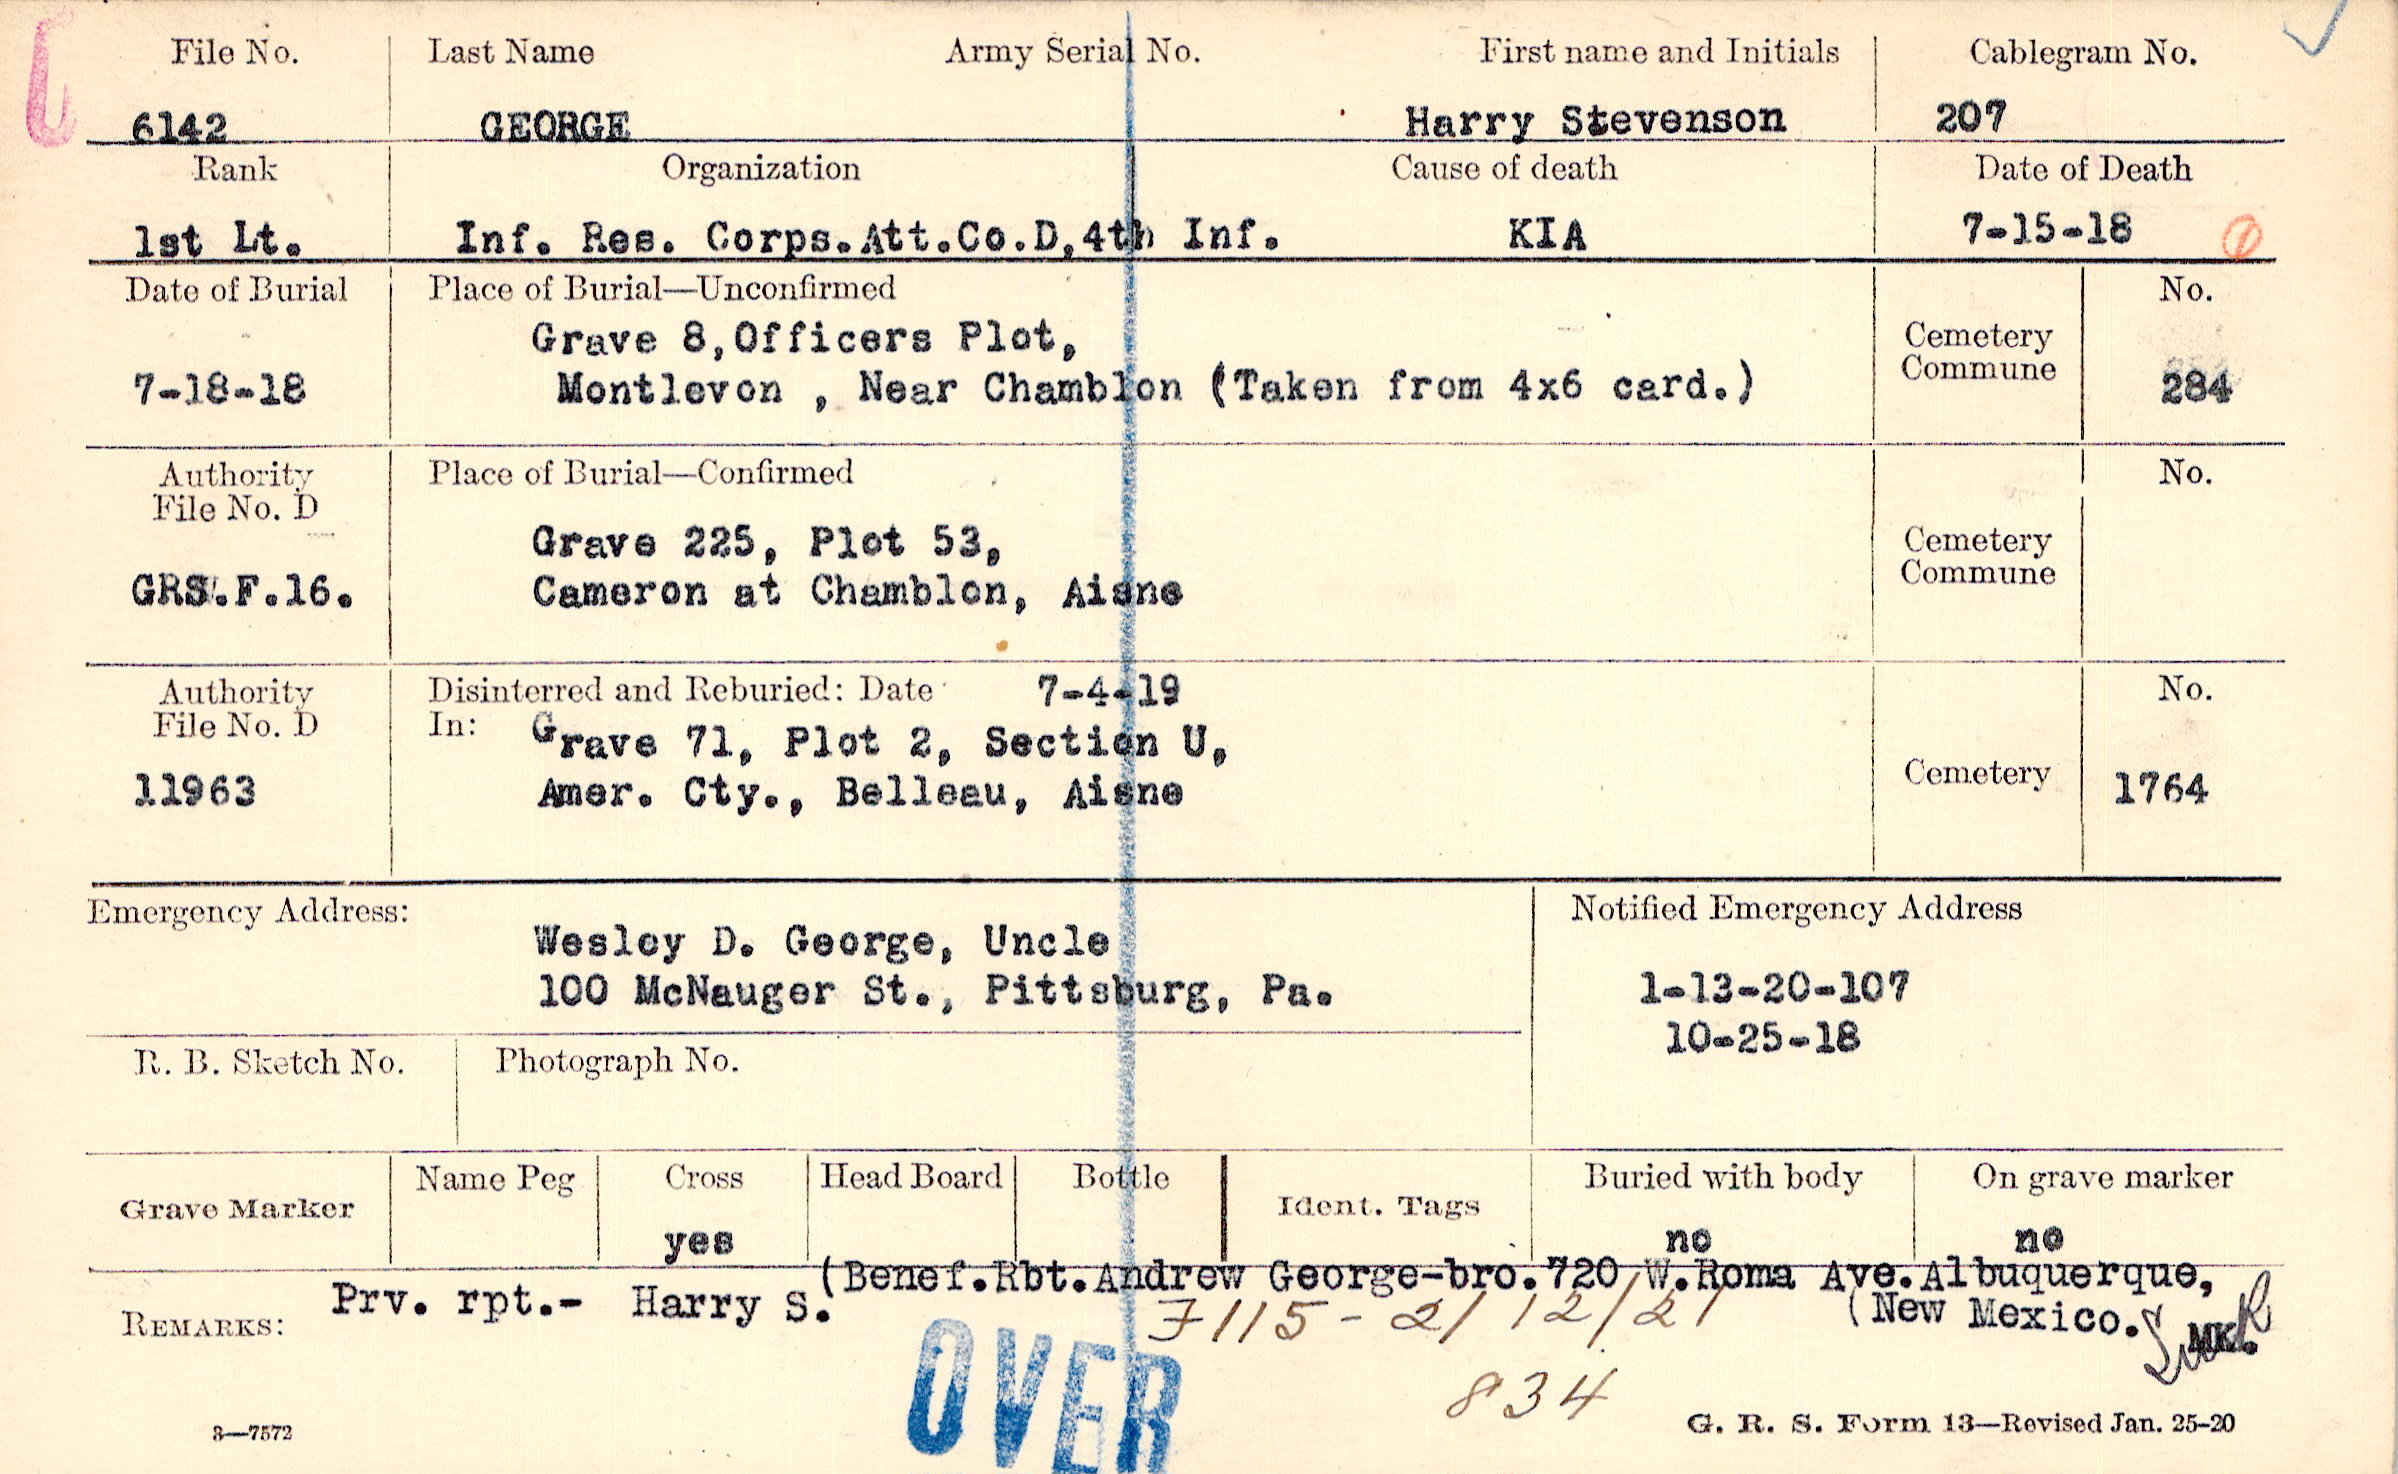 File No. Last Name Army Serial No. First name and Initials Cablegram No.
6142 GEORGE Harry Stevenson 207
Rank Organization Cause of death Date of Death
1st Lt. Inf. Res. Corps.Att.Co.D,4th Inf. KIA 7-15-18
Date of Burial Place of Burial—Unconfirmed No.
Grave 8,Officers Plot, Cemetery
7-18-18 Montlevon , Near Chamblon (Taken from 4x6 card.) Commune 284
Authority Place of Burial—Confirmed No.
File No. D
Grave 225, Plot 53, Cemetery
GRS.F.16. Cameron at Chamblon, Aisne Commune
Authority Disinterred and Reburied: Date 7-4-19 No.
File No. D In: Grave 71, Plot 2, Section U,
11963 Amer. Cty., Belleau, Aisne Cemetery 1764
Emergency Address: Notified Emergency Address
Wesley D. George, Uncle
100 McNauger St., Pittsburg, Pa. 1-13-20-107
10-25-18
R. B. Sketch No. Photograph No.
Grave Marker Name Peg Cross Head Board Bottle Ident. Tags Buried with body On grave marker
yes no no
(Benef.Rbt.Andrew George-bro.720 W.Roma Ave.Albuquerque,
REMARKS: Prv. rpt.- Harry S. (New Mexico.
7115 - 2/12/21 MK.
OVER
834
3—7572 G. R. S. Form 13—Revised Jan. 25-20